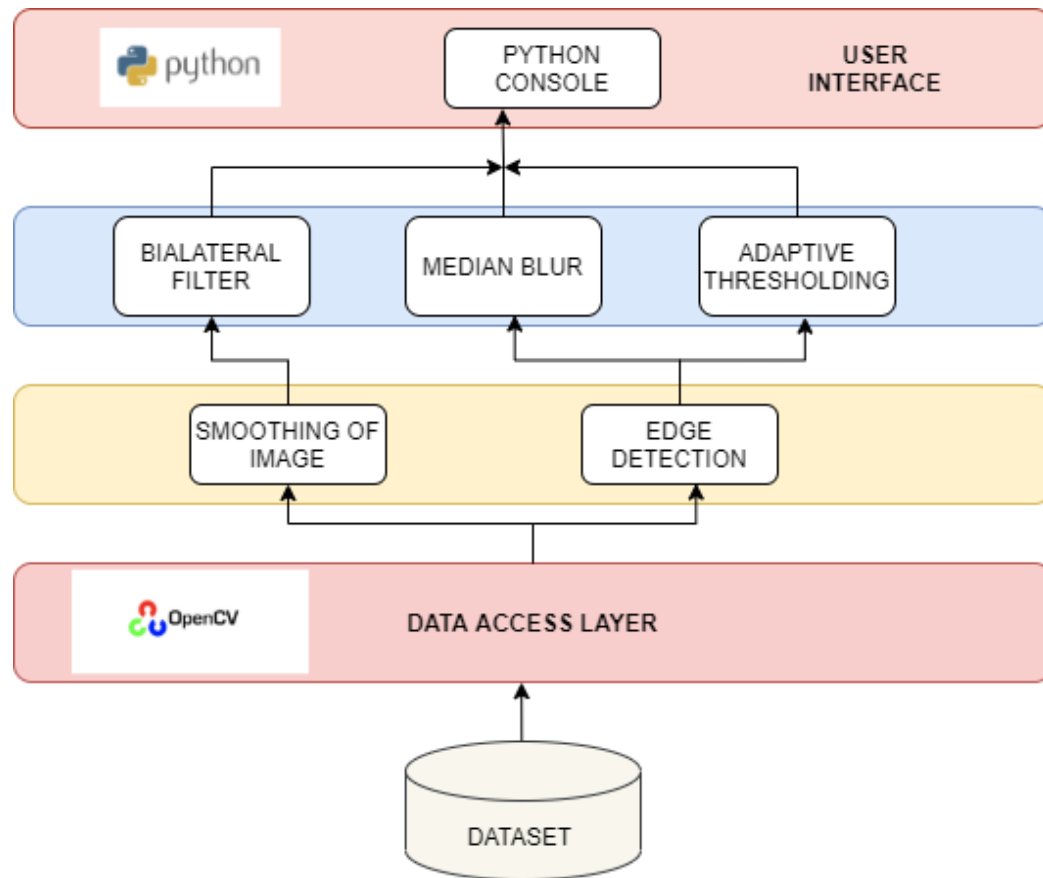 python
PYTHON
CONSOLE
USER
INTERFACE
BIALATERAL
FILTER
MEDIAN BLUR
ADAPTIVE
THRESHOLDING
SMOOTHING OF
IMAGE
EDGE
DETECTION
OpenCV
DATA ACCESS LAYER
DATASET